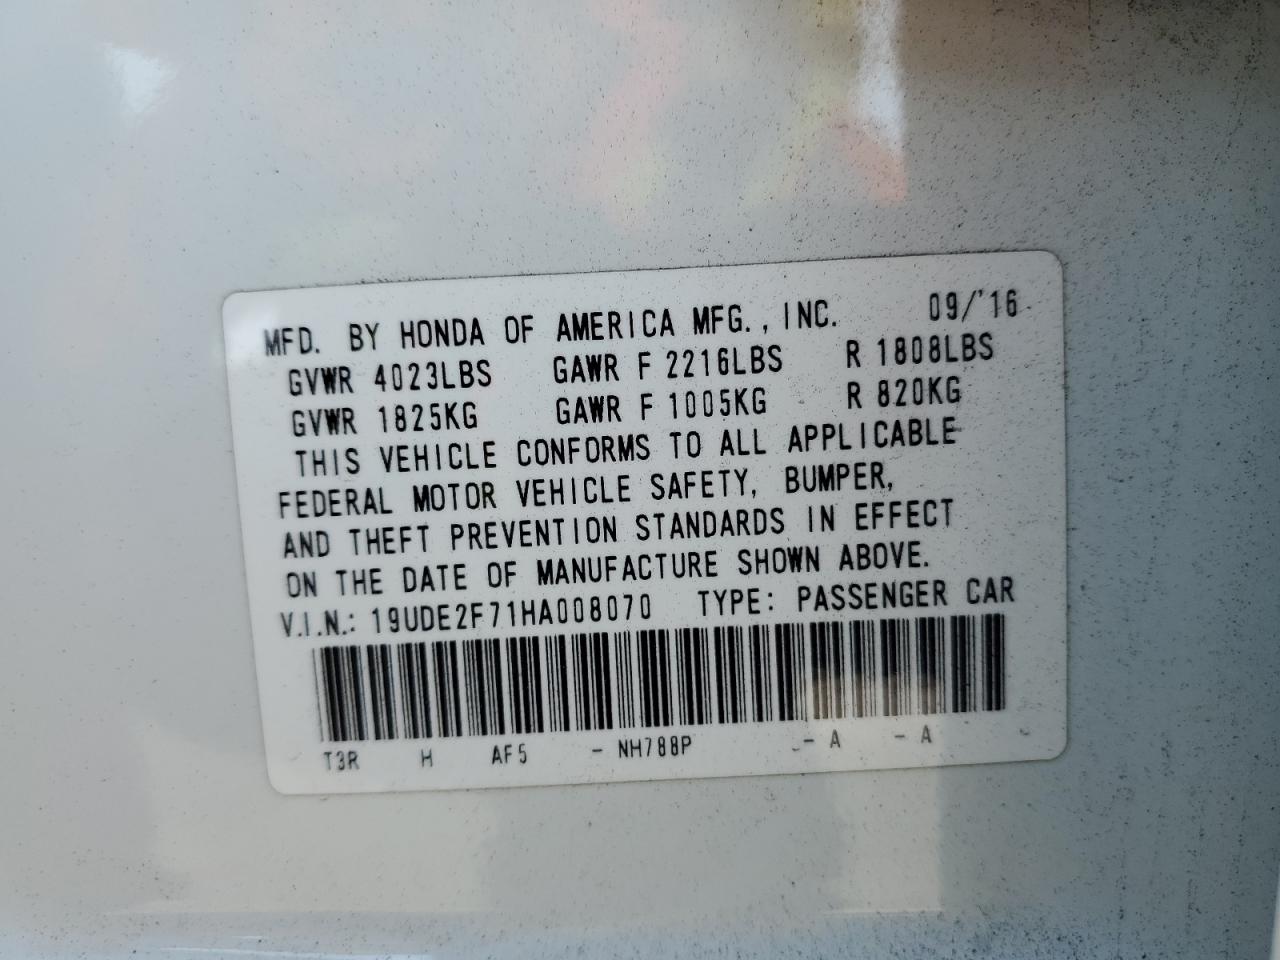 MFD. BY HONDA OF AMERICA MFG., INC. 09/'16
GVWR 4023LBS GAWR F 2216LBS R 1808LBS
GVWR 1825KG GAWR F 1005KG R 820KG
THIS VEHICLE CONFORMS TO ALL APPLICABLE
FEDERAL MOTOR VEHICLE SAFETY, BUMPER,
AND THEFT PREVENTION STANDARDS IN EFFECT
ON THE DATE OF MANUFACTURE SHOWN ABOVE.
V.I.N.: 19UDE2F71HA008070 TYPE: PASSENGER CAR
T3R H AF5 - NH788P - A - A